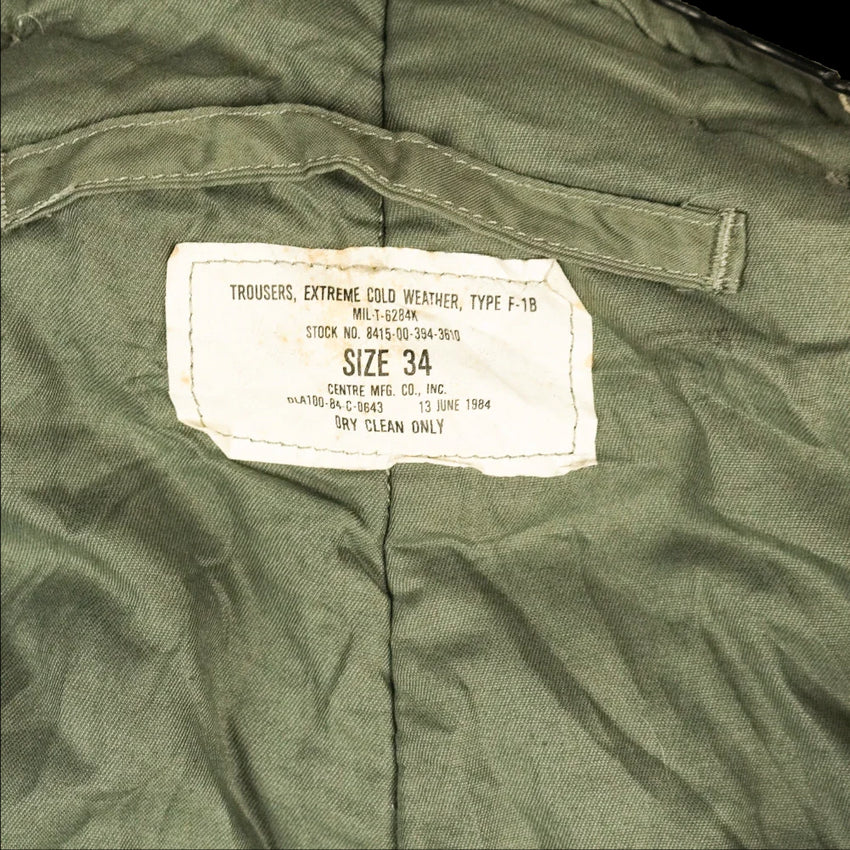 TROUSERS, EXTREME COLD WEATHER, TYPE F-1B
MIL-T-6284K
STOCK NO. 8415-00-394-3610
SIZE 34
CENTRE MFG. CO., INC.
DLA100-84-C-0643 13 JUNE 1984
DRY CLEAN ONLY